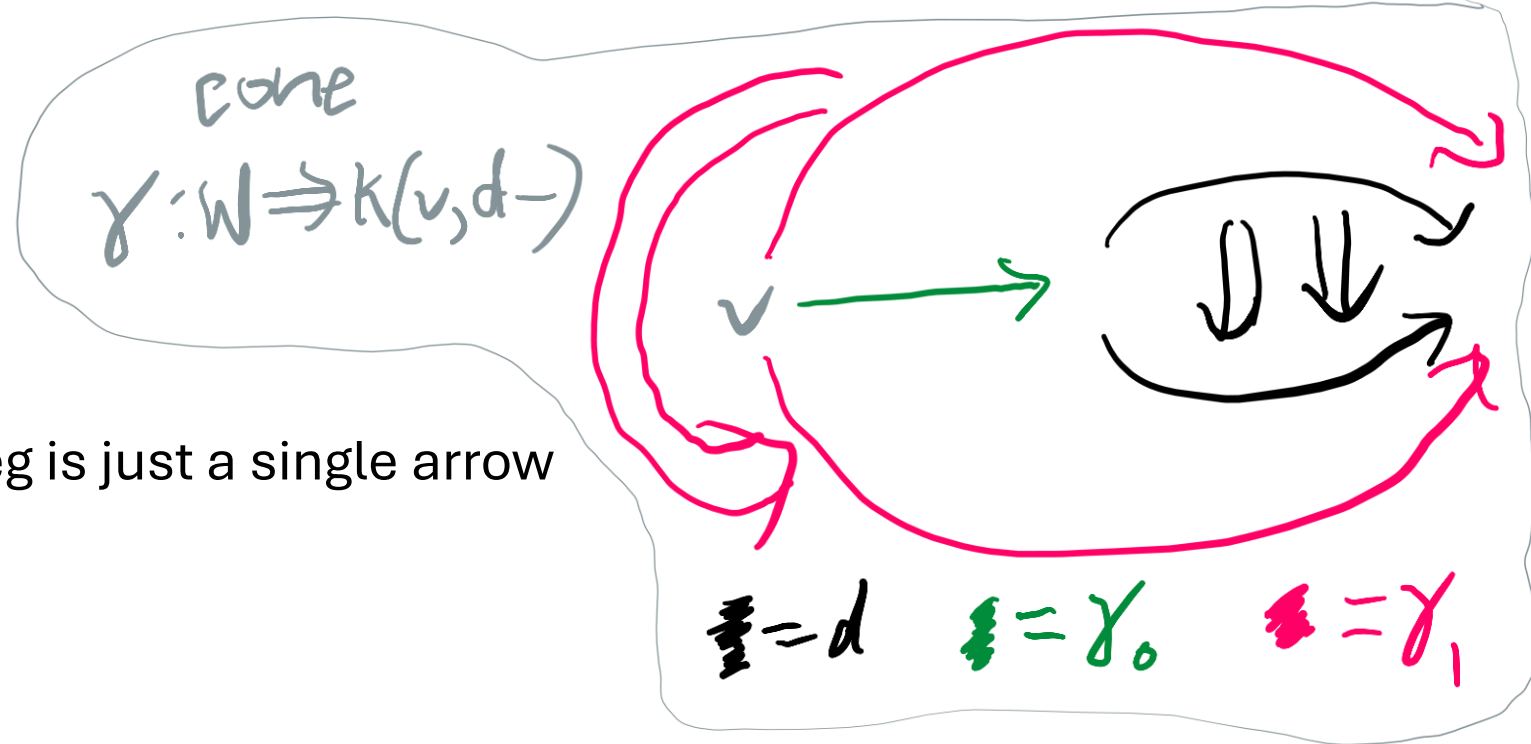 cone
γ:W⇒k(v,d-)
v
eg is just a single arrow
=d
=γ₀
=γ₁